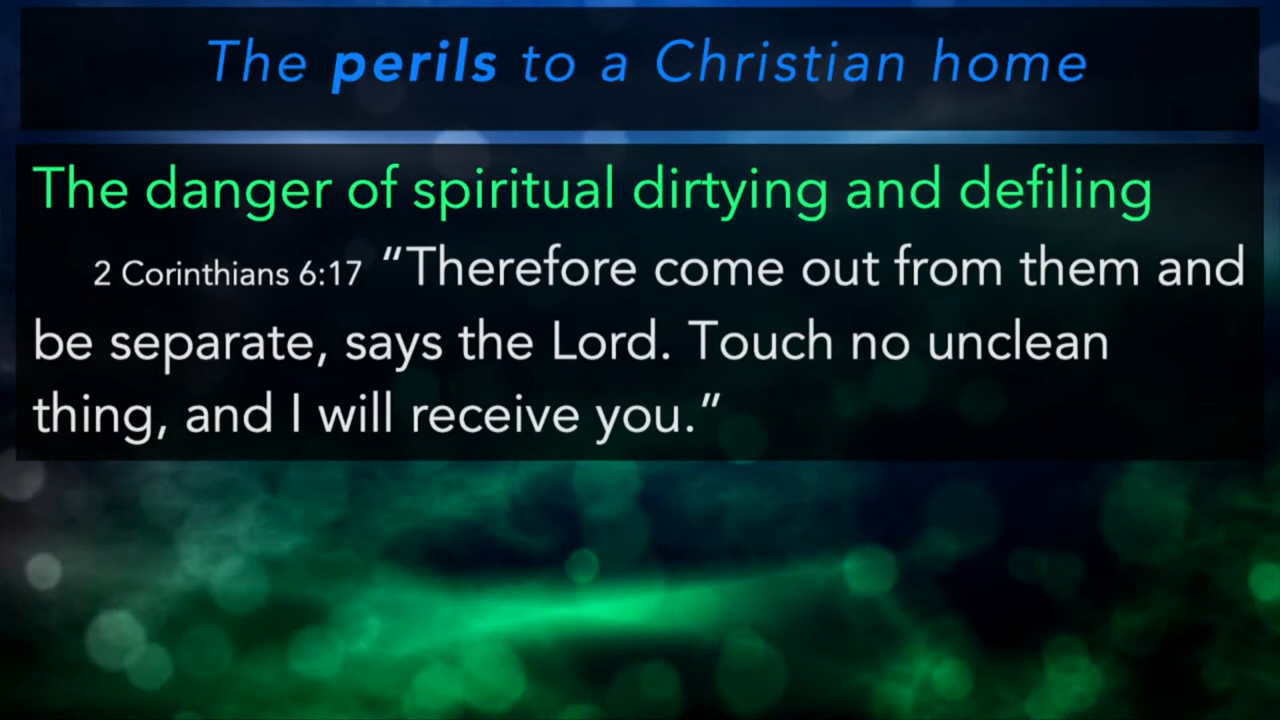 The perils to a Christian home
The danger of spiritual dirtying and defiling
2 Corinthians 6:17 “Therefore come out from them and
be separate, says the Lord. Touch no unclean
thing, and I will receive you.”